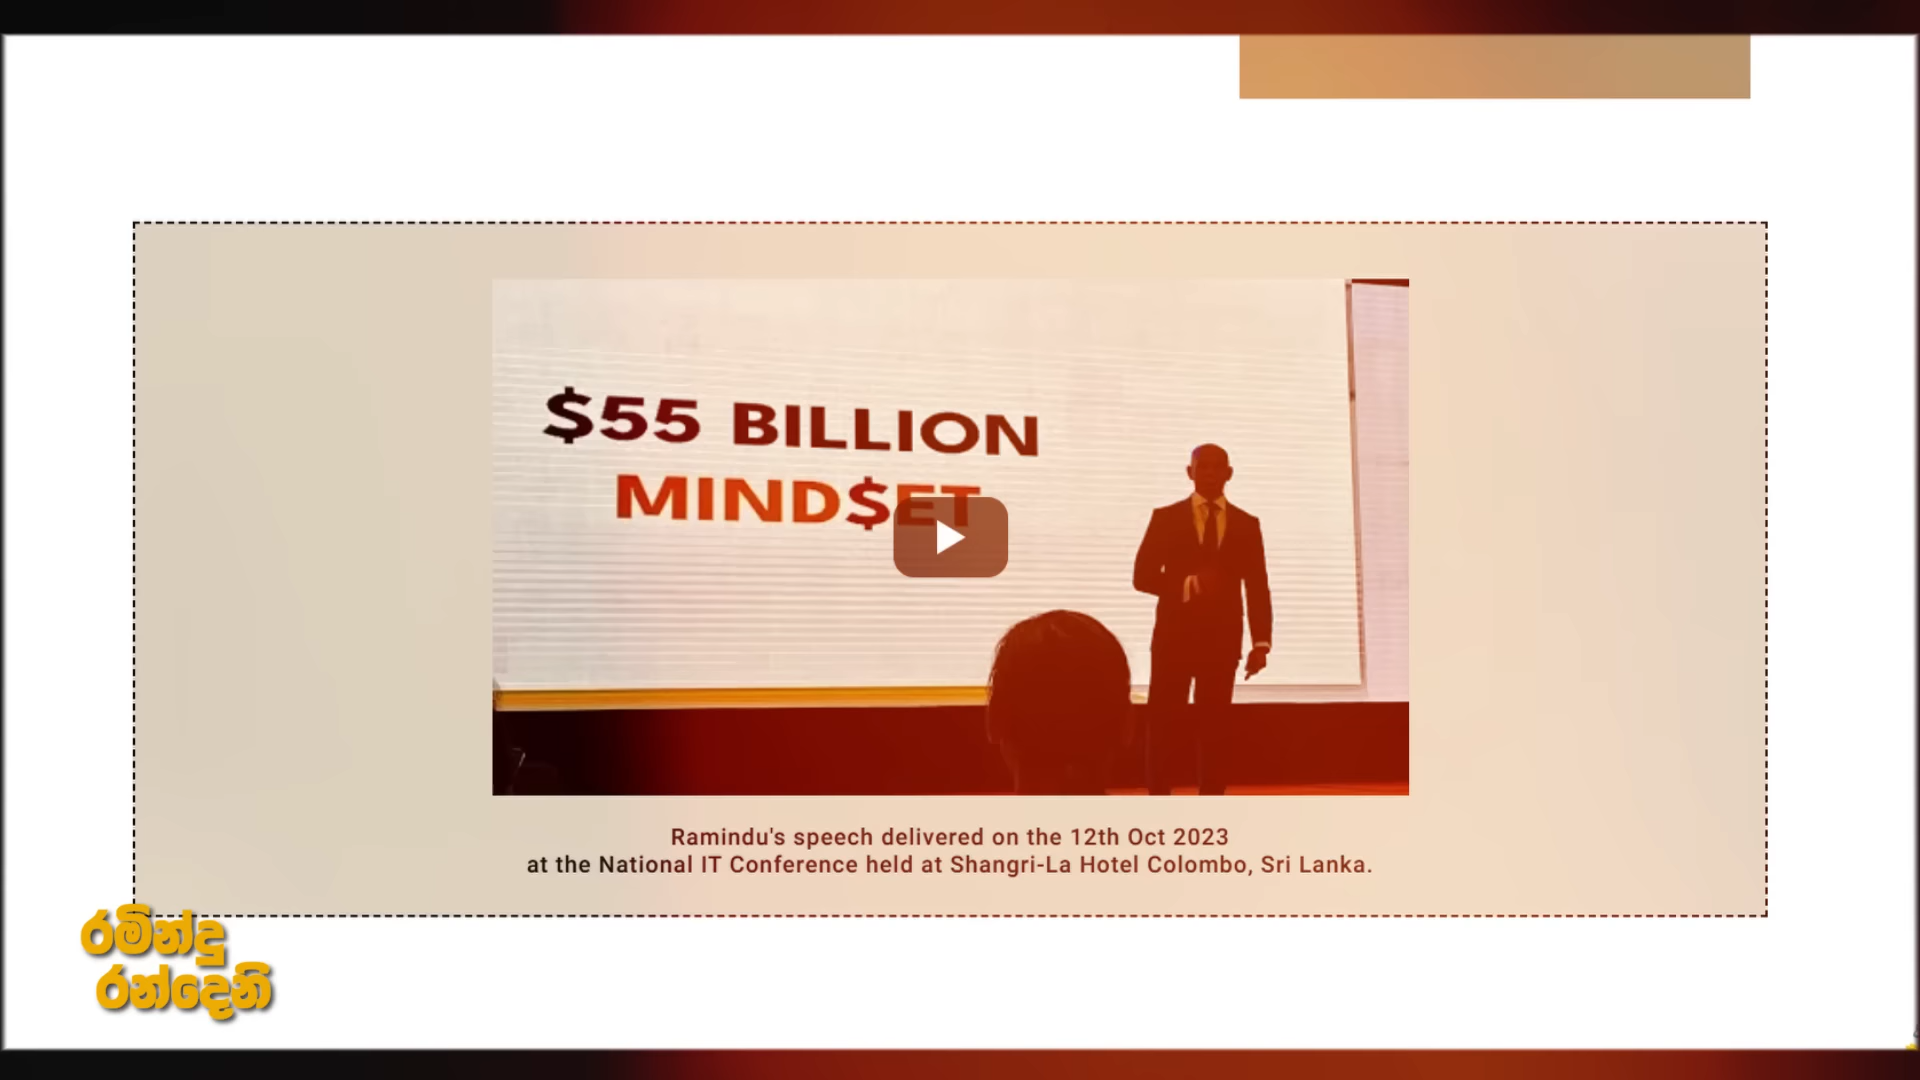 $55 BILLION
MIND$ET
Ramindu's speech delivered on the 12th Oct 2023
at the National IT Conference held at Shangri-La Hotel Colombo, Sri Lanka.
රමින්දු
රන්දෙනි